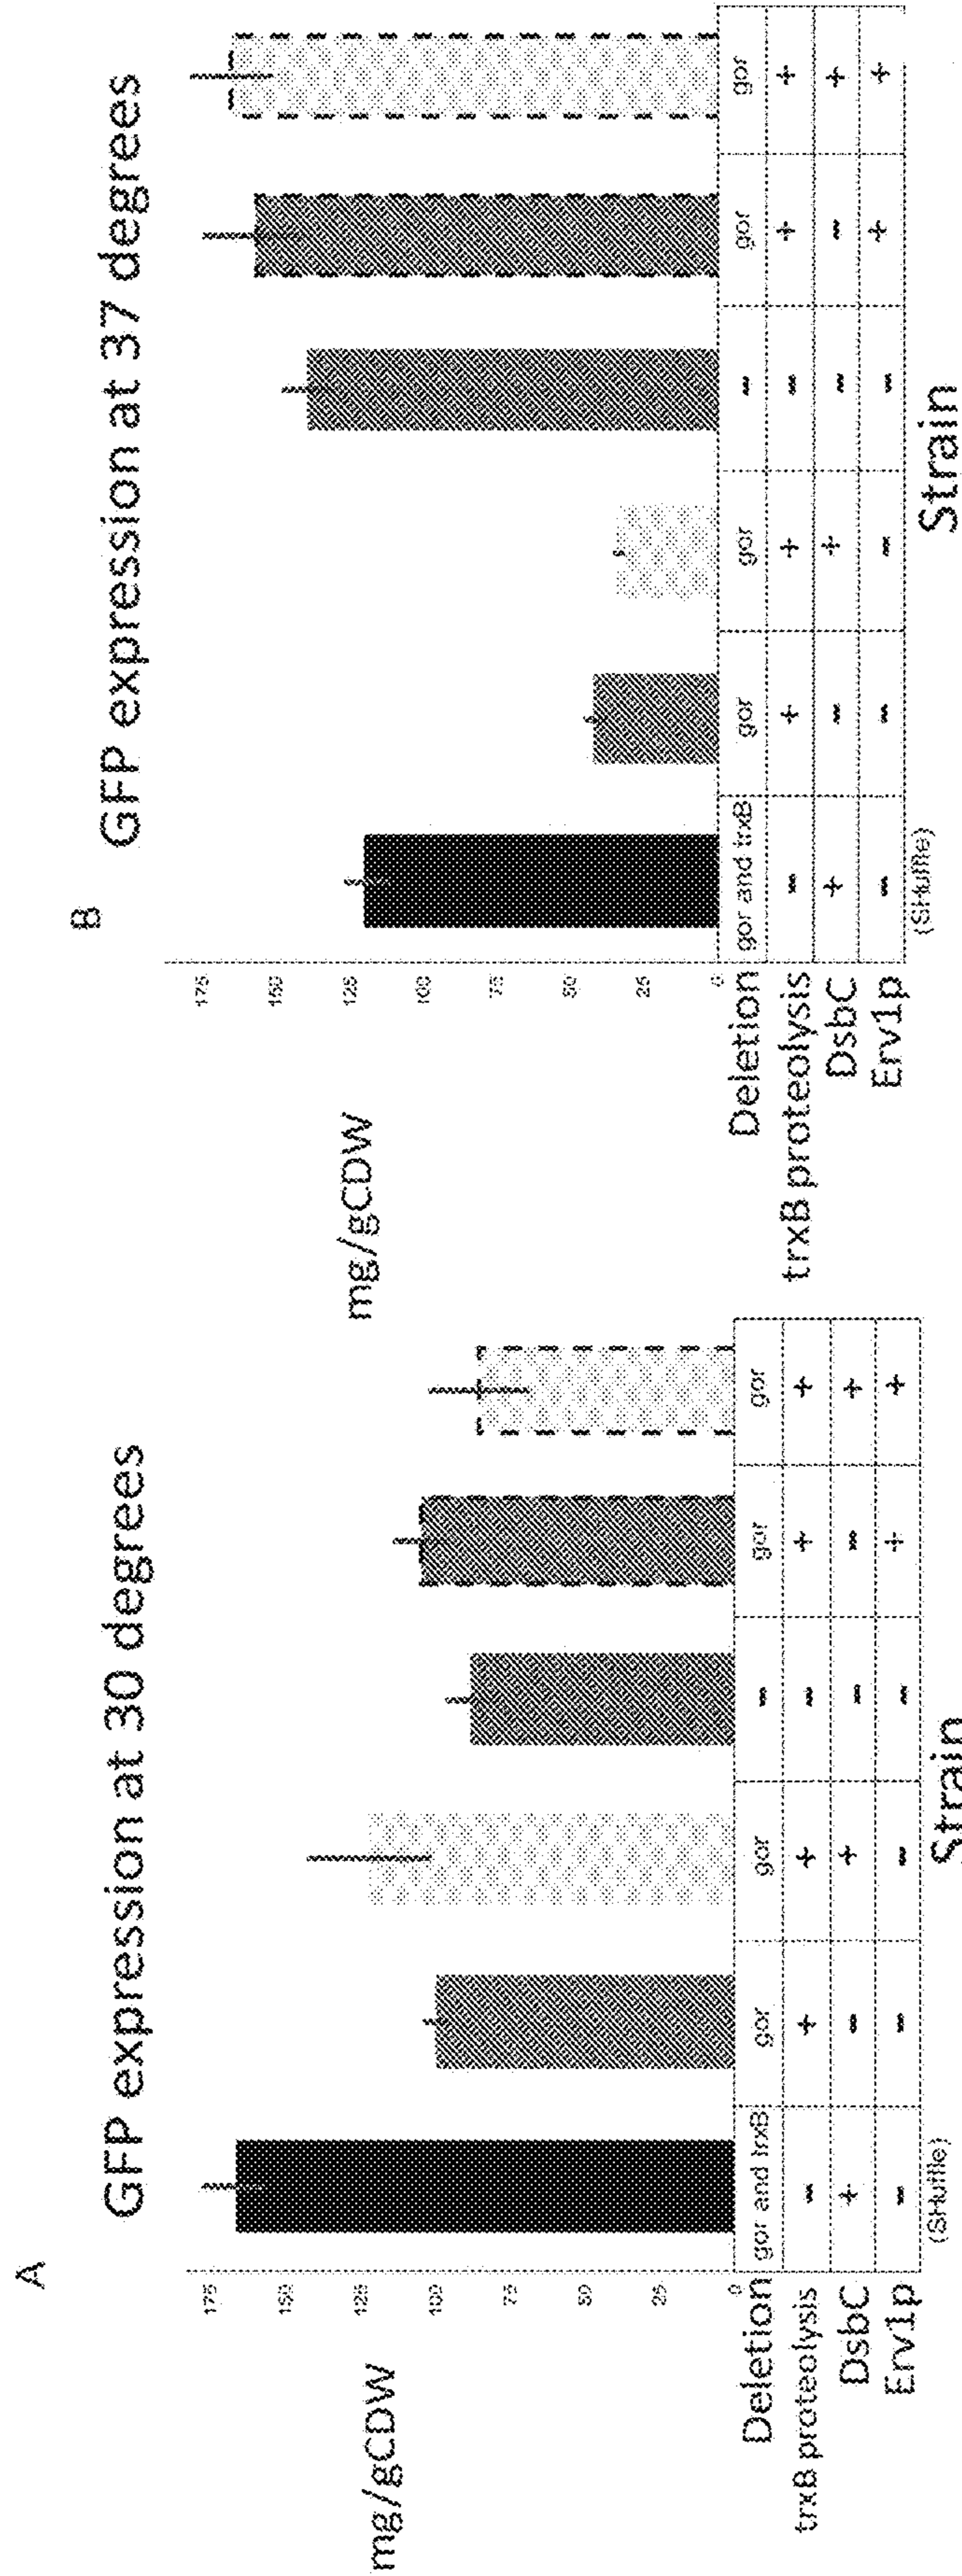 A
GFP expression at 30 degrees
mg/gCDW
175
150
125
100
75
50
25
0
Deletion gor and trxB gor gor – gor gor
trxB proteolysis – + + – + +
DsbC + – + – – +
Erv1p – – – – + +
(SHuffle)
Strain
B
GFP expression at 37 degrees
mg/gCDW
175
150
125
100
75
50
25
0
Deletion gor and trxB gor gor – gor gor
trxB proteolysis – + + – + +
DsbC + – + – – +
Erv1p – – – – + +
(SHuffle)
Strain